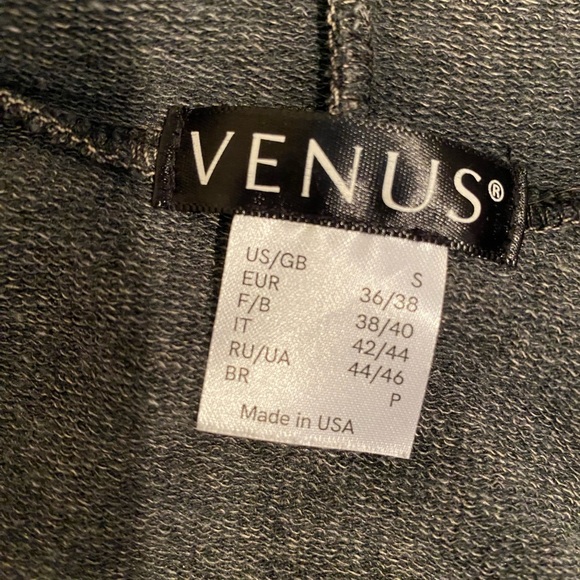 VENUS®
US/GB S
EUR 36/38
F/B 38/40
IT 42/44
RU/UA 44/46
BR P
Made in USA